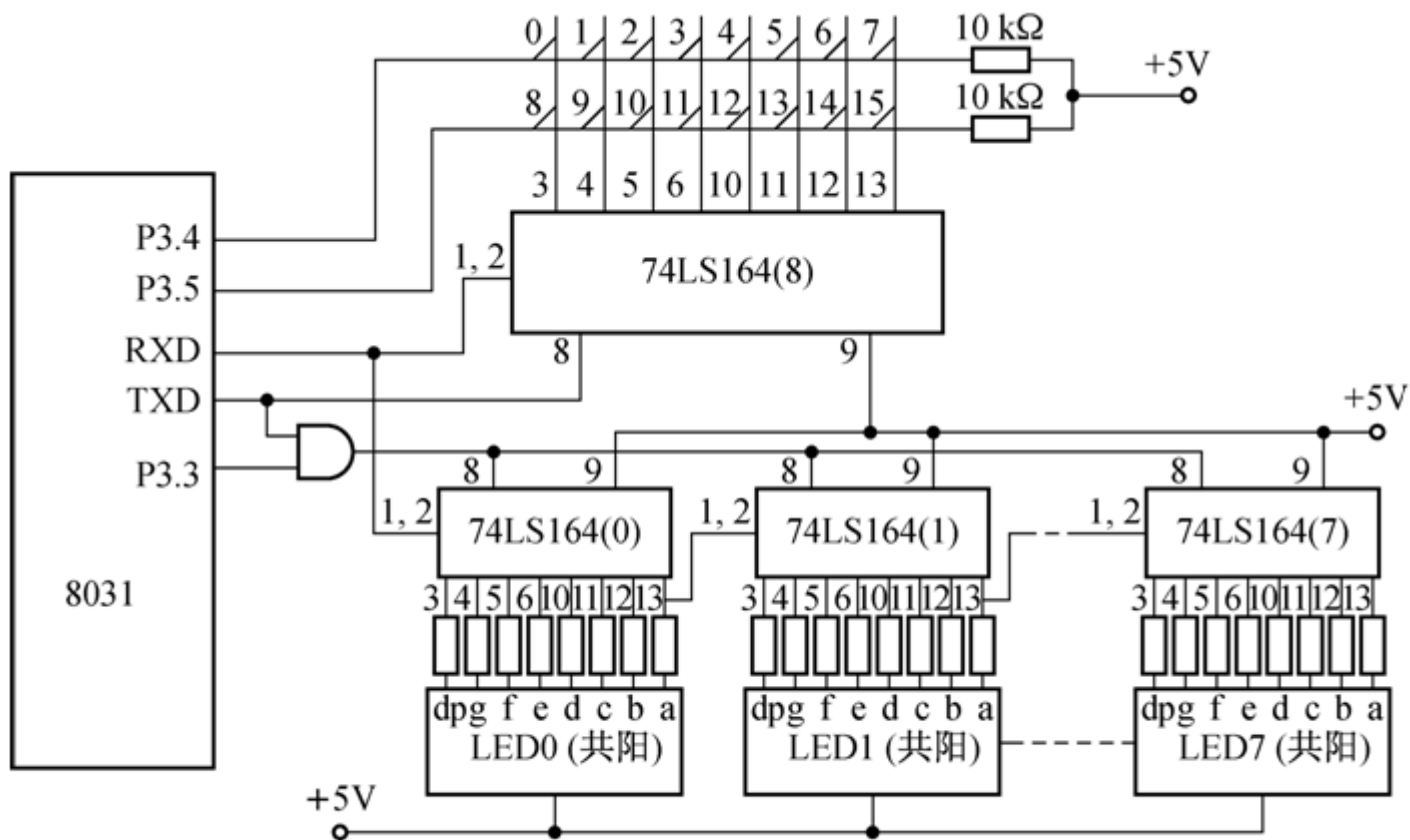 0 1 2 3 4 5 6 7 10 kΩ
+5V
8 9 10 11 12 13 14 15 10 kΩ
3 4 5 6 10 11 12 13
P3.4
1, 2 74LS164(8)
P3.5
RXD
8 9
TXD
+5V
P3.3
8 9 8 9 8 9
1, 2 74LS164(0) 1, 2 74LS164(1) 1, 2 74LS164(7)
8031
3 4 5 6 10 11 12 13 3 4 5 6 10 11 12 13 3 4 5 6 10 11 12 13
dp g f e d c b a dp g f e d c b a dp g f e d c b a
LED0 (共阳) LED1 (共阳) LED7 (共阳)
+5V